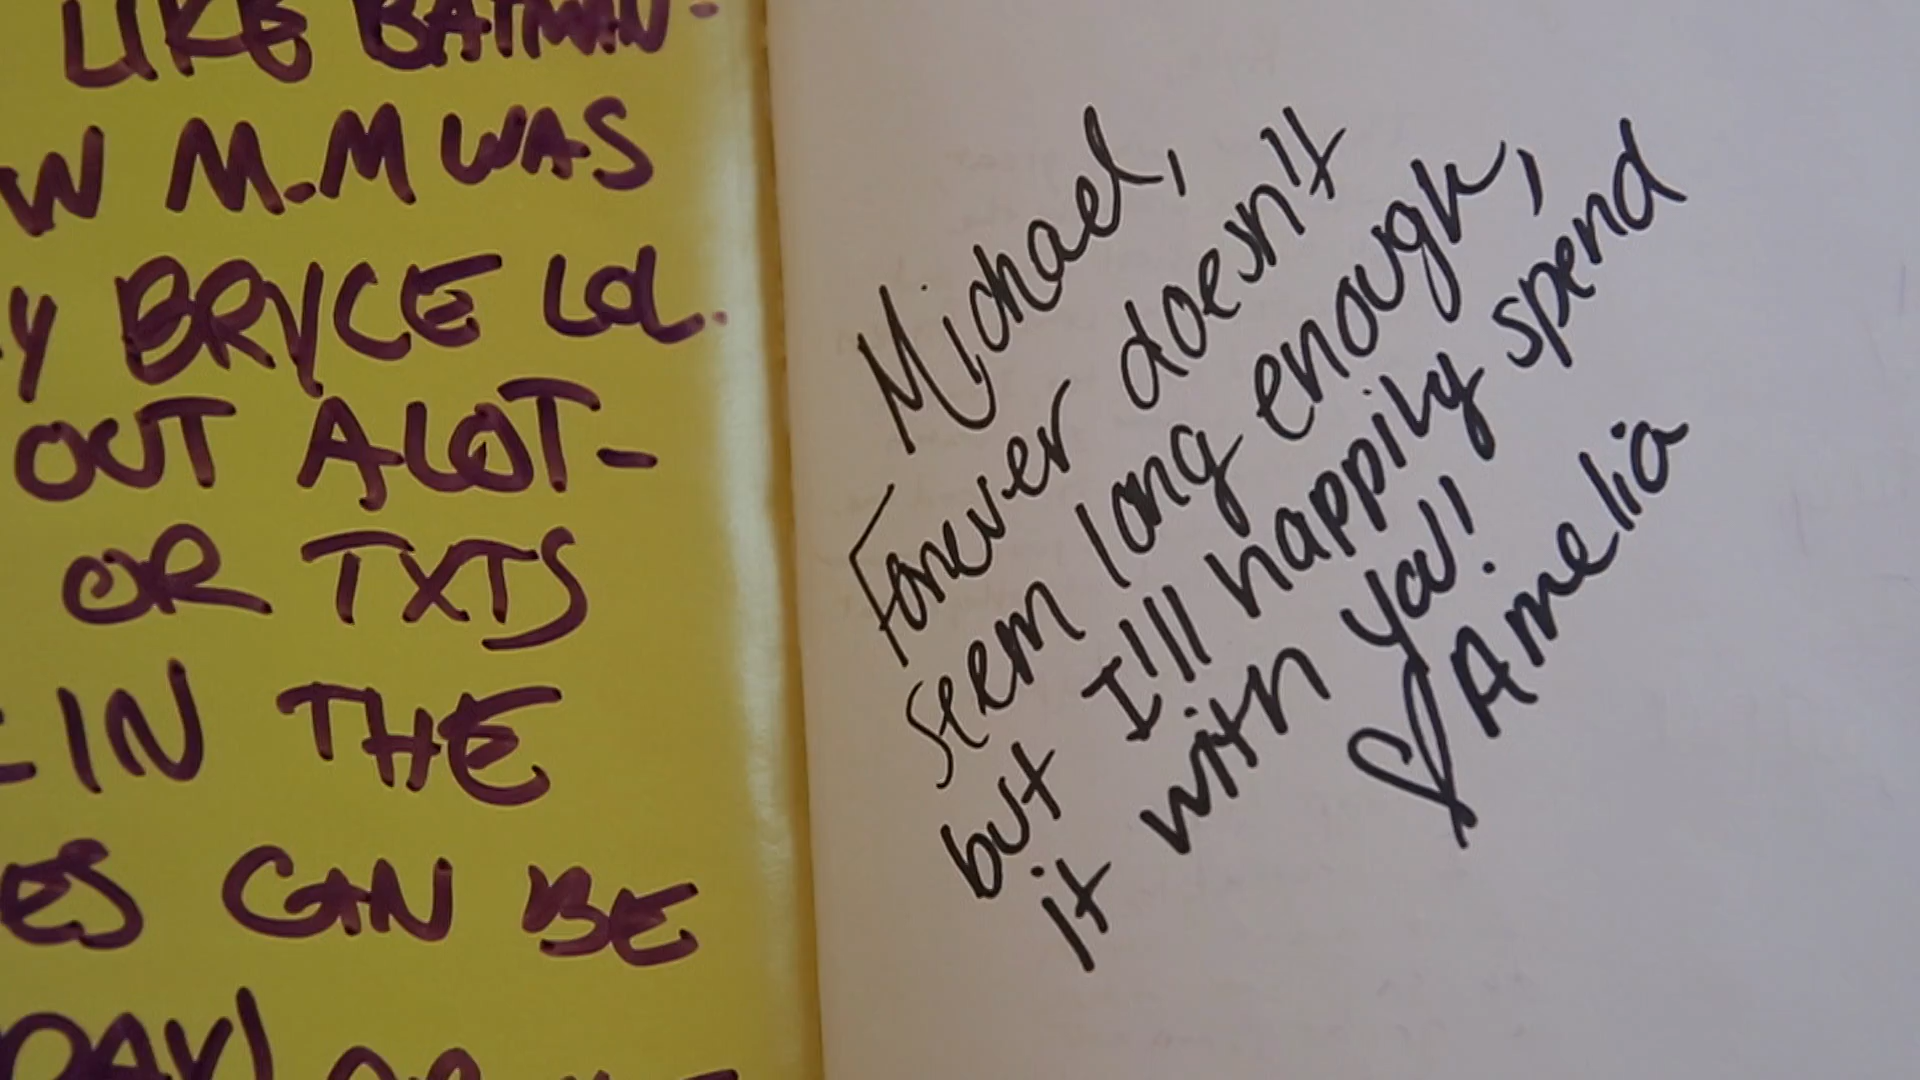 LIKE BATMAN-
W M.M WAS
Y BRYCE LOL.
OUT ALOT-
OR TXTS
IN THE
ES CAN BE
Michael,
Forever doesn't
seem long enough,
but I'll happily spend
it with you!
♡ Amelia